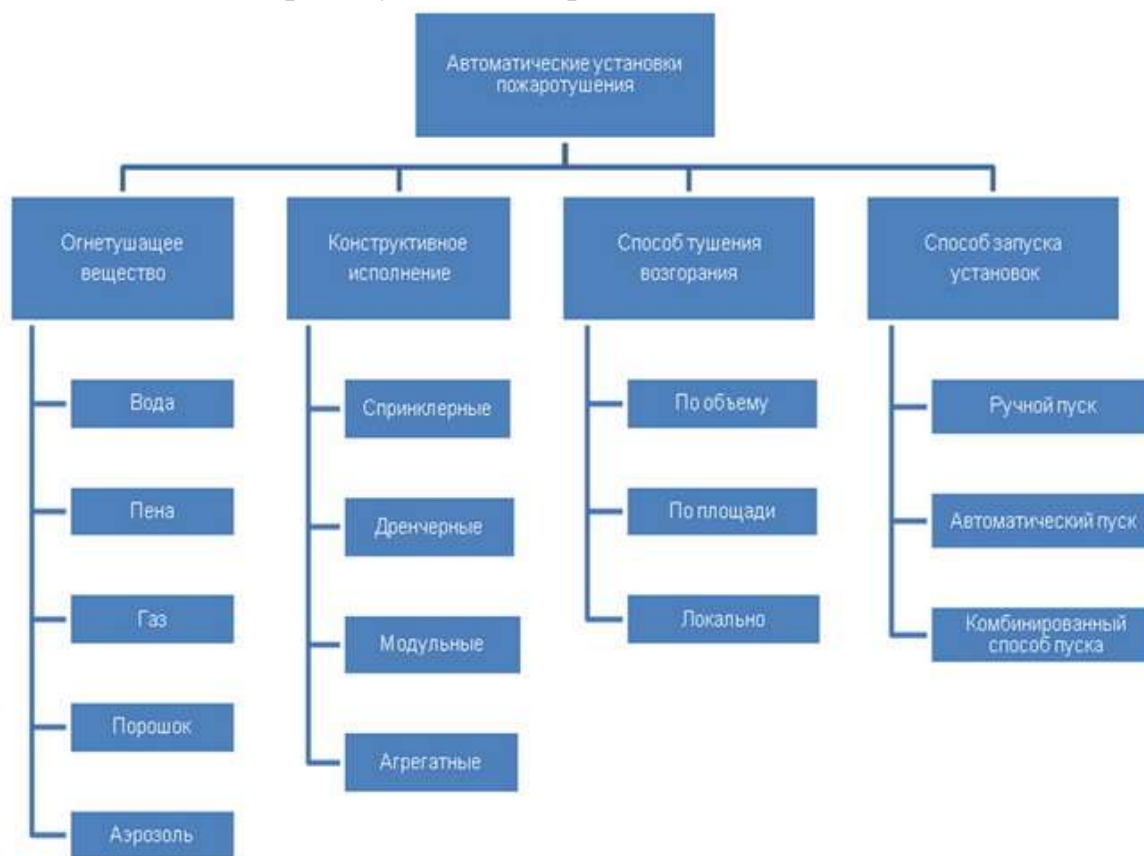 Автоматические установки
пожаротушения
Огнетушащее
вещество
Вода
Пена
Газ
Порошок
Аэрозоль
Конструктивное
исполнение
Спринклерные
Дренчерные
Модульные
Агрегатные
Способ тушения
возгорания
По объему
По площади
Локально
Способ запуска
установок
Ручной пуск
Автоматический пуск
Комбинированный
способ пуска